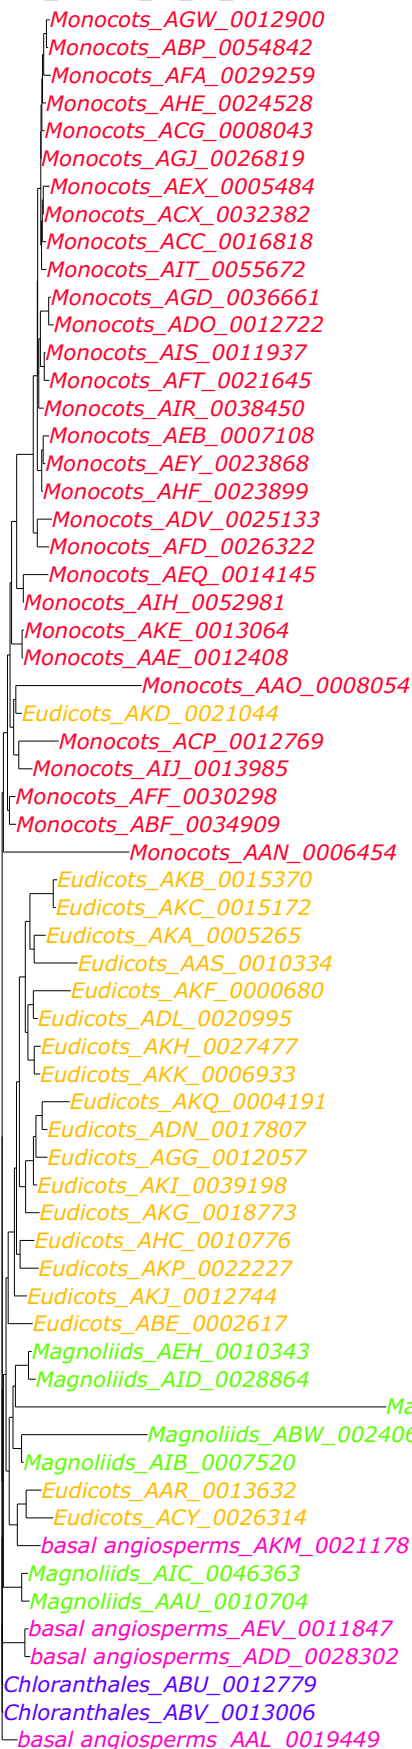 Monocots_AGW_0012900
Monocots_ABP_0054842
Monocots_AFA_0029259
Monocots_AHE_0024528
Monocots_ACG_0008043
Monocots_AGJ_0026819
Monocots_AEX_0005484
Monocots_ACX_0032382
Monocots_ACC_0016818
Monocots_AIT_0055672
Monocots_AGD_0036661
Monocots_ADO_0012722
Monocots_AIS_0011937
Monocots_AFT_0021645
Monocots_AIR_0038450
Monocots_AEB_0007108
Monocots_AEY_0023868
Monocots_AHF_0023899
Monocots_ADV_0025133
Monocots_AFD_0026322
Monocots_AEQ_0014145
Monocots_AIH_0052981
Monocots_AKE_0013064
Monocots_AAE_0012408
Monocots_AAO_0008054
Eudicots_AKD_0021044
Monocots_ACP_0012769
Monocots_AIJ_0013985
Monocots_AFF_0030298
Monocots_ABF_0034909
Monocots_AAN_0006454
Eudicots_AKB_0015370
Eudicots_AKC_0015172
Eudicots_AKA_0005265
Eudicots_AAS_0010334
Eudicots_AKF_0000680
Eudicots_ADL_0020995
Eudicots_AKH_0027477
Eudicots_AKK_0006933
Eudicots_AKQ_0004191
Eudicots_ADN_0017807
Eudicots_AGG_0012057
Eudicots_AKI_0039198
Eudicots_AKG_0018773
Eudicots_AHC_0010776
Eudicots_AKP_0022227
Eudicots_AKJ_0012744
Eudicots_ABE_0002617
Magnoliids_AEH_0010343
Magnoliids_AID_0028864
Ma
Magnoliids_ABW_002406
Magnoliids_AIB_0007520
Eudicots_AAR_0013632
Eudicots_ACY_0026314
basal angiosperms_AKM_0021178
Magnoliids_AIC_0046363
Magnoliids_AAU_0010704
basal angiosperms_AEV_0011847
basal angiosperms_ADD_0028302
Chloranthales_ABU_0012779
Chloranthales_ABV_0013006
basal angiosperms_AAL_0019449